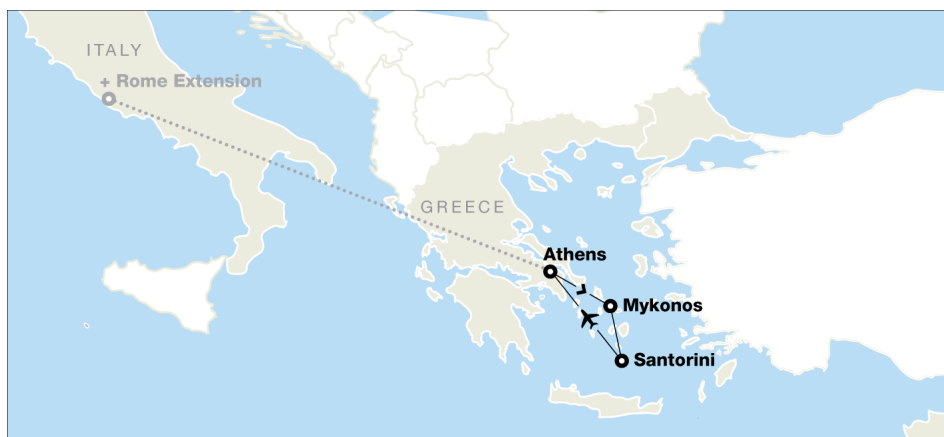 ITALY
+ Rome Extension
GREECE
Athens
Mykonos
Santorini